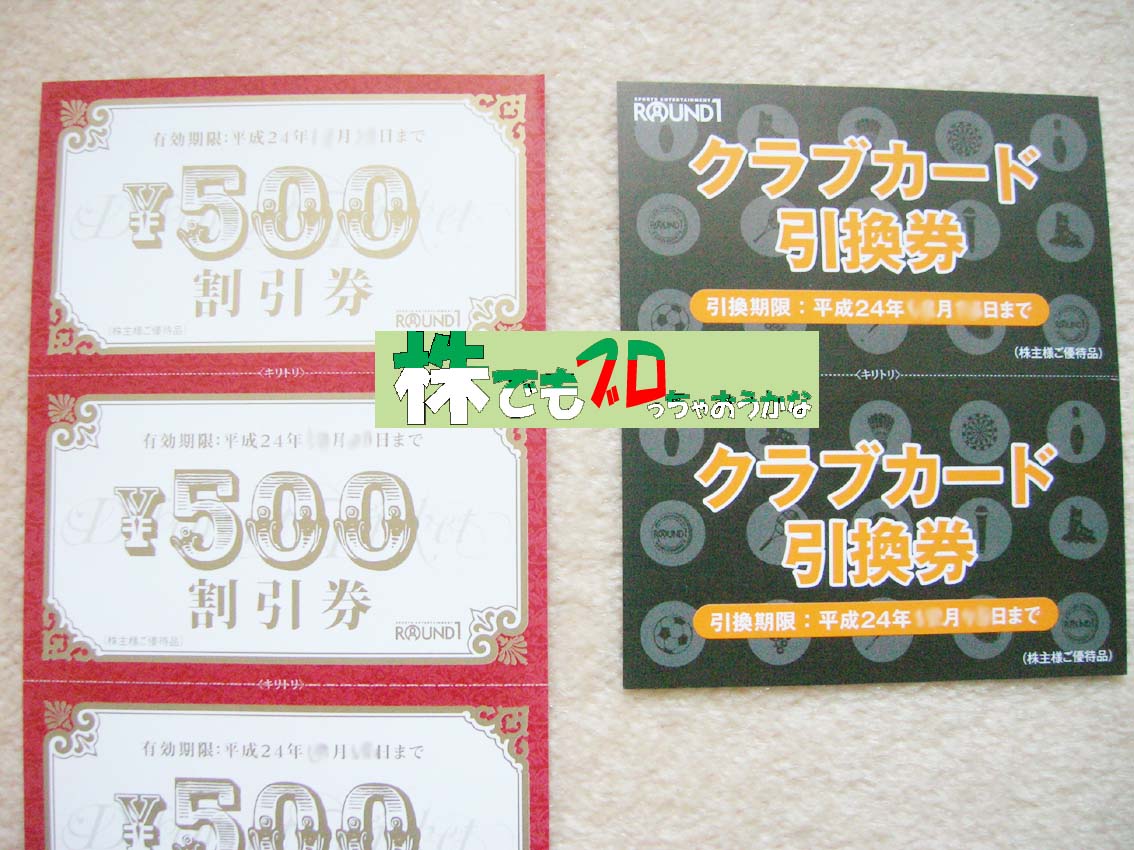 有効期限：平成24年 月 日まで
¥500
割引券
(株主様ご優待品)
ROUND1
〈キリトリ〉
有効期限：平成24年 月 日まで
¥500
割引券
(株主様ご優待品)
ROUND1
〈キリトリ〉
有効期限：平成24年 月 日まで
¥500
株でもブロっちゃおうかな
SPORTS ENTERTAINMENT
ROUND1
クラブカード
引換券
引換期限：平成24年 月 日まで
(株主様ご優待品)
〈キリトリ〉
クラブカード
引換券
引換期限：平成24年 月 日まで
(株主様ご優待品)